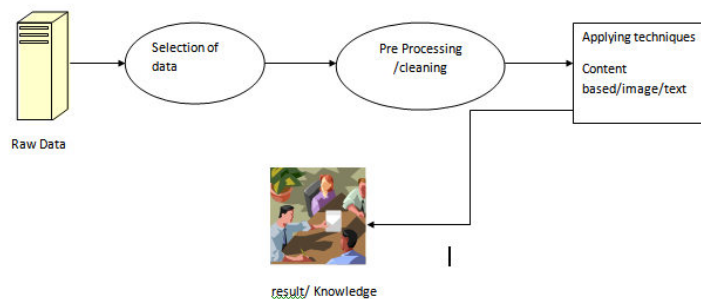 Selection of
data
Pre Processing
/cleaning
Applying techniques
Content
based/image/text
Raw Data
result/ Knowledge